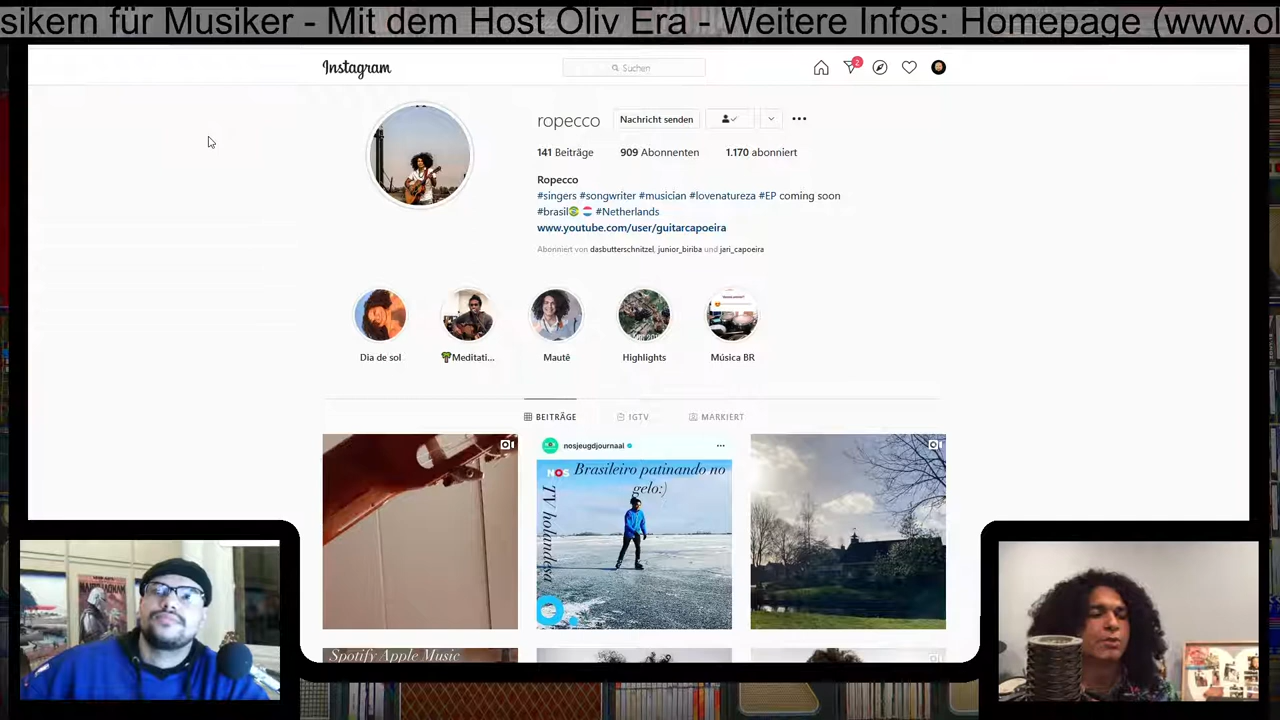 sikern für Musiker - Mit dem Host Oliv Era - Weitere Infos: Homepage (www.ol
Instagram
Suchen
2
ropecco
Nachricht senden
141 Beiträge
909 Abonnenten
1.170 abonniert
Ropecco
#singers #songwriter #musician #lovenatureza #EP coming soon
#brasil🇧🇷 🇳🇱 #Netherlands
www.youtube.com/user/guitarcapoeira
Abonniert von dasbutterschnitzel, junior_biriba und jari_capoeira
Dia de sol
🌳Meditati...
Mautê
Highlights
Música BR
BEITRÄGE
IGTV
MARKIERT
nosjeugdjournaal
NOS
Brasileiro patinando no
gelo:)
TV holandesa
Spotify Apple Music